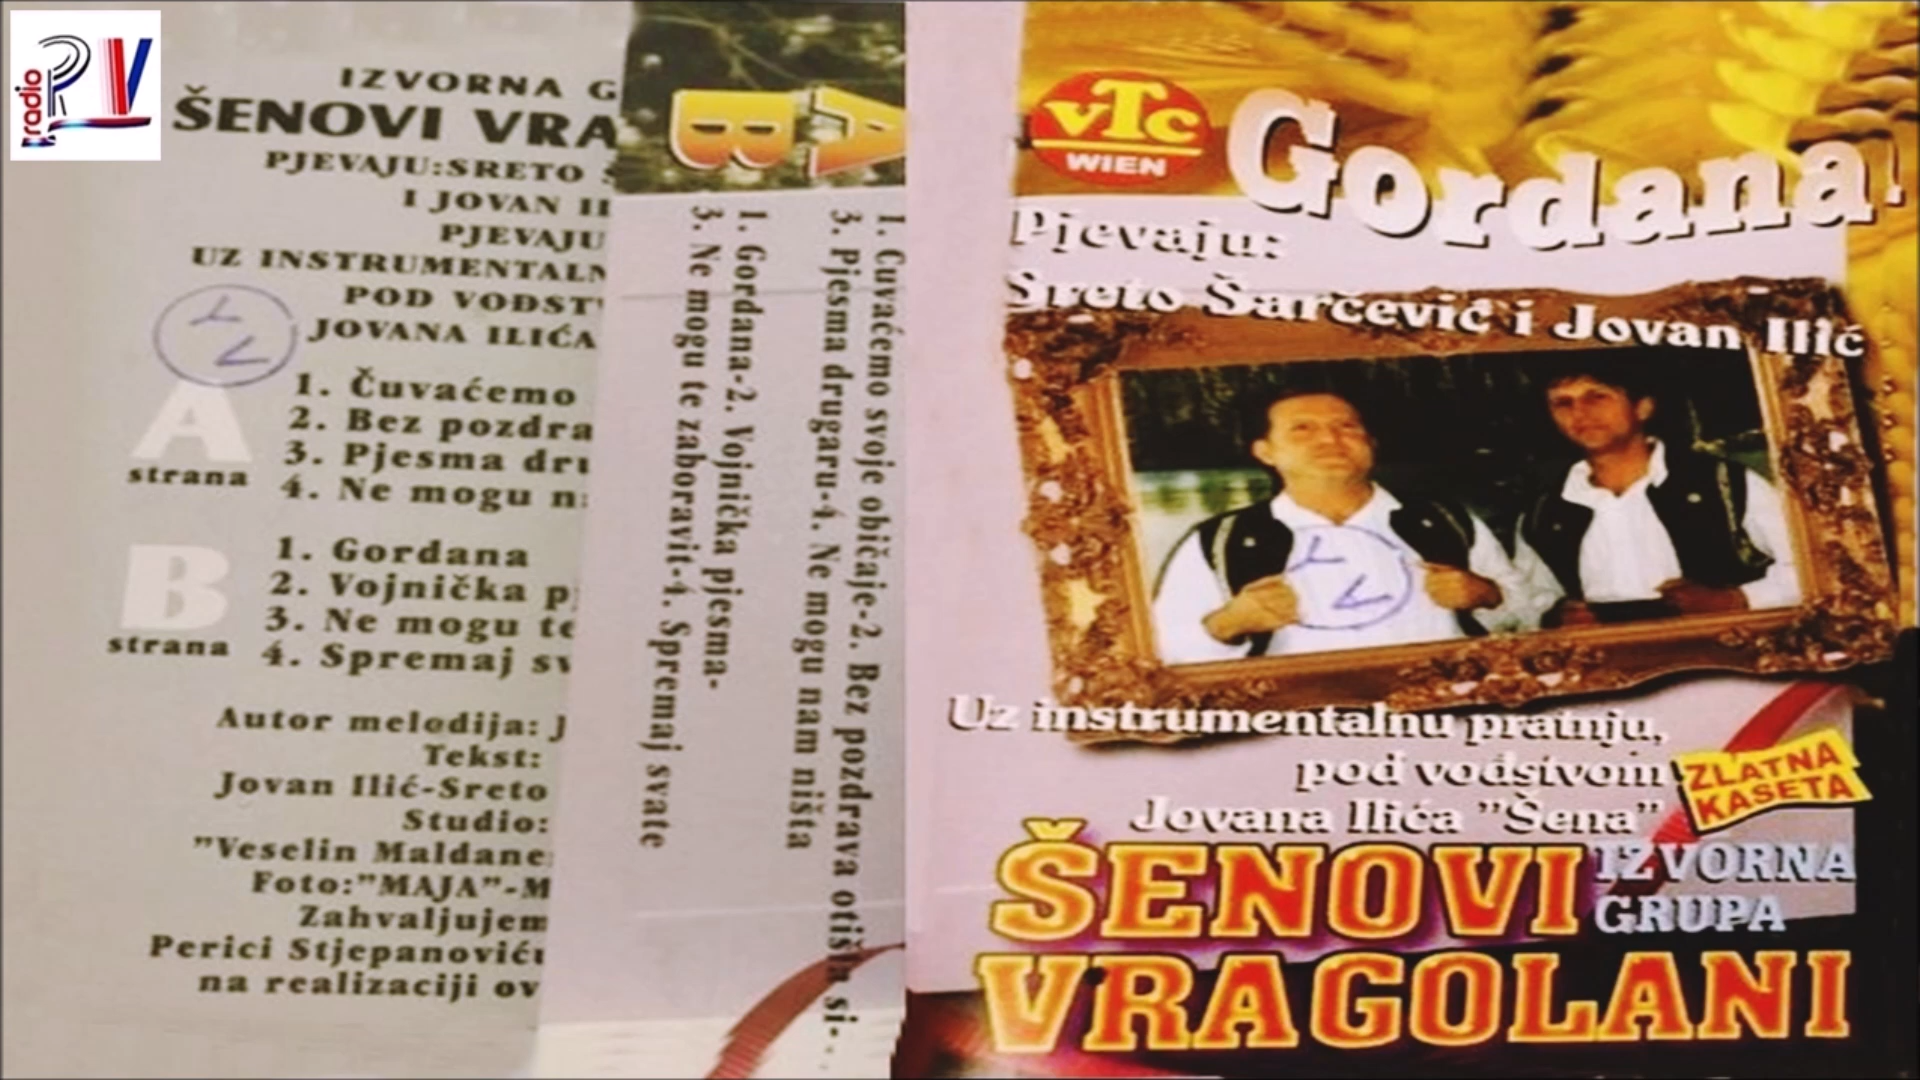 radio PV
IZVORNA G
ŠENOVI VRA
PJEVAJU:SRETO
I JOVAN
PJEVAJU
UZ INSTRUMENTALN
POD VODST
JOVANA ILIĆA
A
strana
1. Čuvaćemo
2. Bez pozdra
3. Pjesma dru
4. Ne mogu n
B
strana
1. Gordana
2. Vojnička p
3. Ne mogu te
4. Spremaj sv
Autor melodija: J
Tekst:
Jovan Ilić-Sreto
Studio:
"Veselin Maldane
Foto:"MAJA"-M
Zahvaljujem
Perici Stjepanoviću
na realizaciji ov
A
1. Čuvaćemo svoje običaje-2. Bez pozdrava otišla si-
3. Pjesma drugaru-4. Ne mogu nam ništa
B
1. Gordana-2. Vojnička pjesma-
3. Ne mogu te zaboravit-4. Spremaj svate
VTC
WIEN
Gordana
Pjevaju:
Sreto Šarčević i Jovan Ilić
Uz instrumentalnu pratnju,
pod vodstvom
Jovana Ilića "Šena"
ZLATNA
KASETA
ŠENOVI
IZVORNA
GRUPA
VRAGOLANI